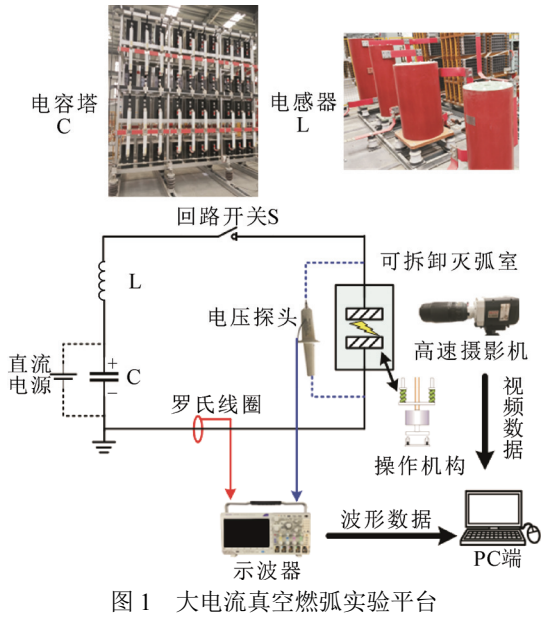 电容塔
C
电感器
L
回路开关S
L
可拆卸灭弧室
电压探头
高速摄影机
直流
电源
+
C
−
罗氏线圈
操作机构
视频数据
波形数据
示波器
PC端
图 1 大电流真空燃弧实验平台